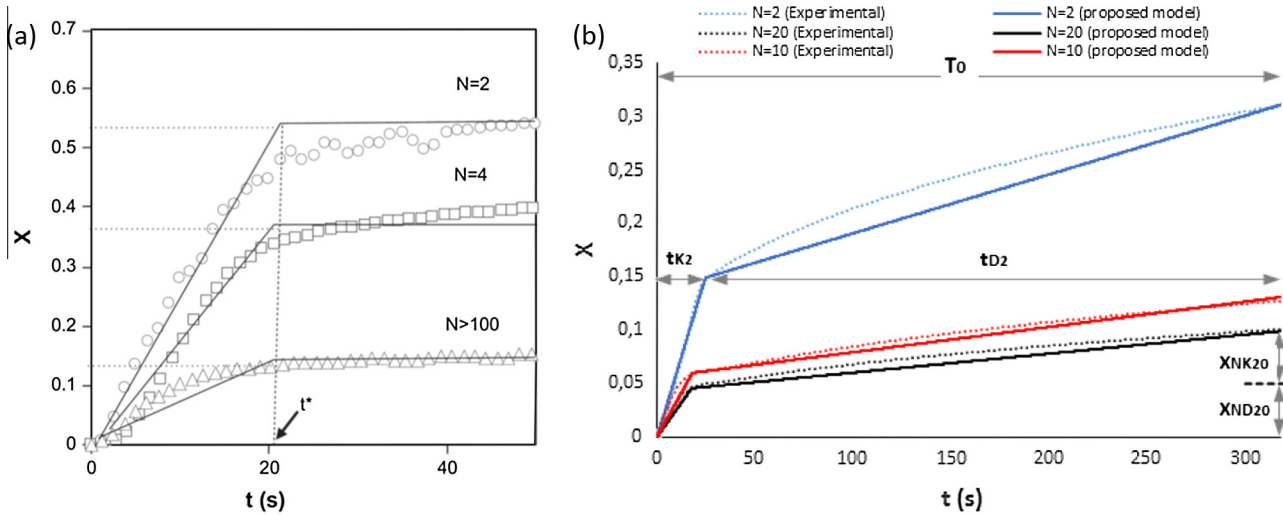 (a)
0.7
0.6
0.5
0.4
0.3
0.2
0.1
0
X
N=2
N=4
N>100
t*
0
20
40
t (s)
(b)
N=2 (Experimental)
N=2 (proposed model)
N=20 (Experimental)
N=20 (proposed model)
N=10 (Experimental)
N=10 (proposed model)
0,35
0,3
0,25
0,2
0,15
0,1
0,05
0
X
T0
tK2
tD2
XNK20
XND20
0
50
100
150
200
250
300
t (s)